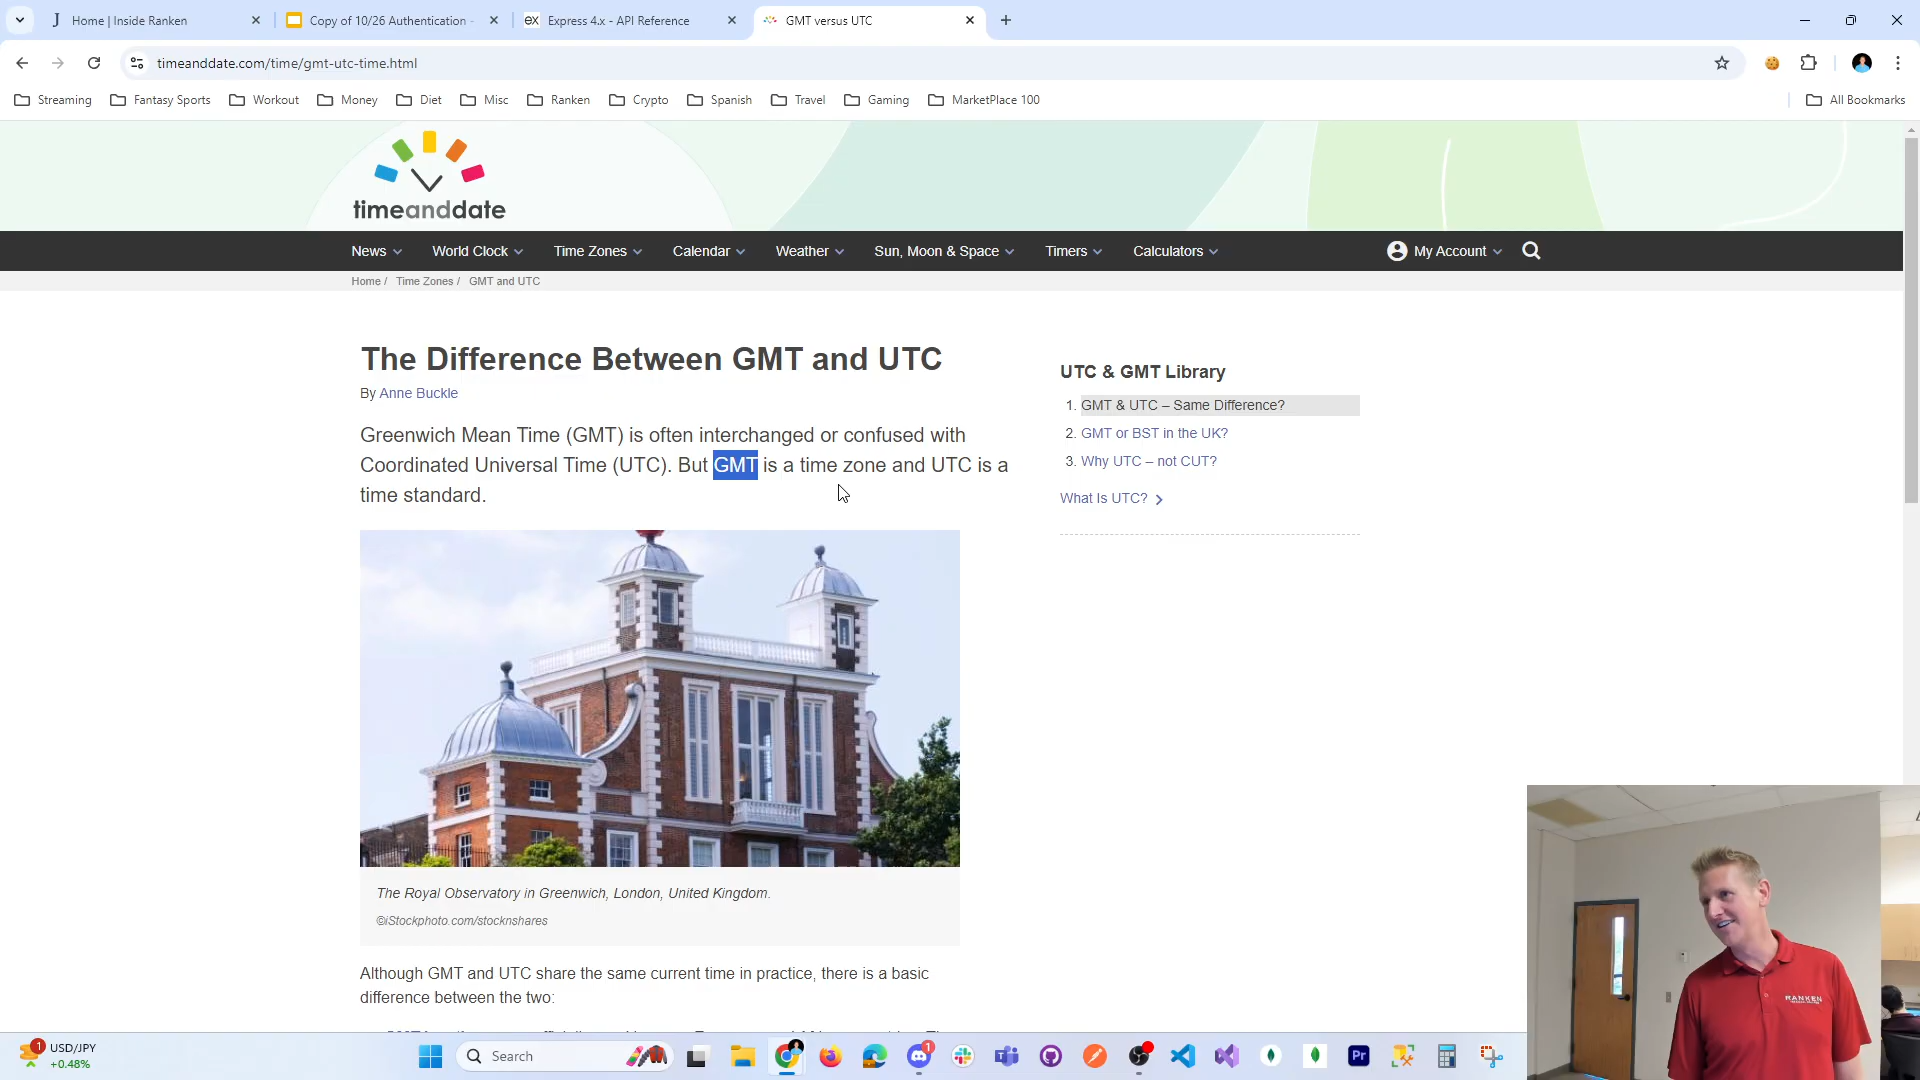 Home | Inside Ranken
Copy of 10/26 Authentication -
Express 4.x - API Reference
GMT versus UTC
timeanddate.com/time/gmt-utc-time.html
Streaming
Fantasy Sports
Workout
Money
Diet
Misc
Ranken
Crypto
Spanish
Travel
Gaming
MarketPlace 100
All Bookmarks
timeanddate
News
World Clock
Time Zones
Calendar
Weather
Sun, Moon & Space
Timers
Calculators
My Account
Home /
Time Zones /
GMT and UTC
The Difference Between GMT and UTC
By Anne Buckle
Greenwich Mean Time (GMT) is often interchanged or confused with
Coordinated Universal Time (UTC). But GMT is a time zone and UTC is a
time standard.
The Royal Observatory in Greenwich, London, United Kingdom.
©iStockphoto.com/stocknshares
Although GMT and UTC share the same current time in practice, there is a basic
difference between the two:
UTC & GMT Library
1. GMT & UTC – Same Difference?
2. GMT or BST in the UK?
3. Why UTC – not CUT?
What Is UTC?
RANKEN
1
USD/JPY
+0.48%
Search
1
Pr